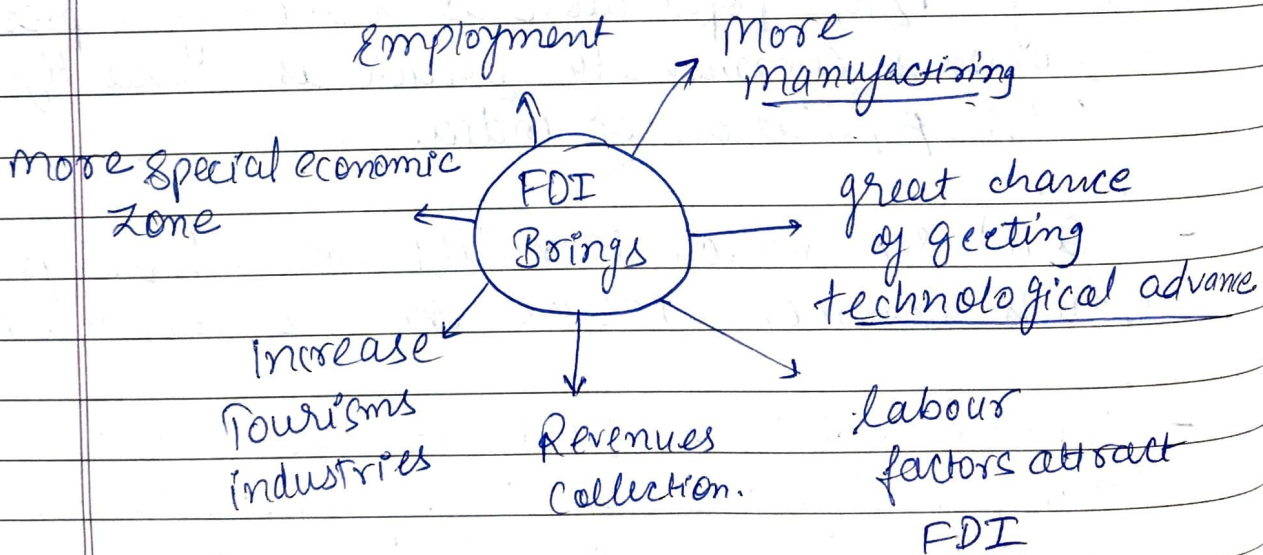 Employment
More
manufactiring
more special economic
zone
FDI
Brings
great chance
of geeting
technological advance
Increase
Tourisms
industries
Revenues
Collection.
labour
factors attract
FDI